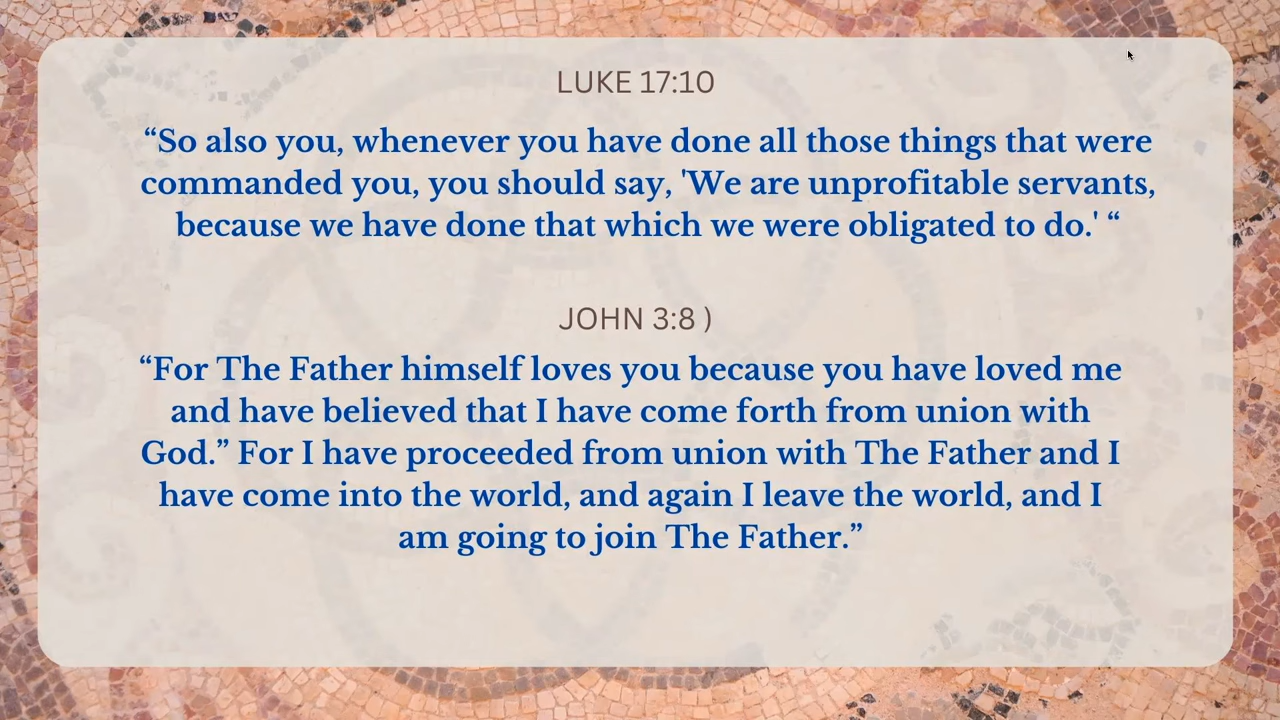 LUKE 17:10
“So also you, whenever you have done all those things that were
commanded you, you should say, 'We are unprofitable servants,
because we have done that which we were obligated to do.' “
JOHN 3:8 )
“For The Father himself loves you because you have loved me
and have believed that I have come forth from union with
God.” For I have proceeded from union with The Father and I
have come into the world, and again I leave the world, and I
am going to join The Father.”